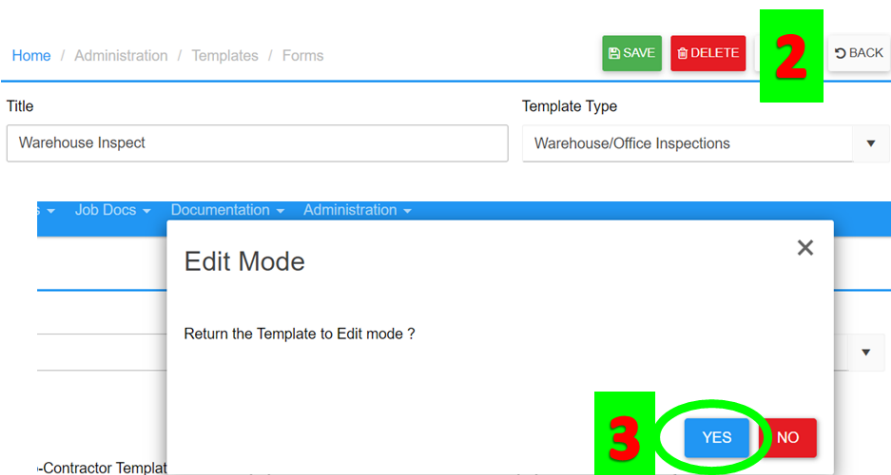 Home / Administration / Templates / Forms
SAVE
DELETE
2
BACK
Title
Template Type
Warehouse Inspect
Warehouse/Office Inspections
s Job Docs Documentation Administration
Edit Mode
Return the Template to Edit mode ?
3
YES
NO
-Contractor Templat